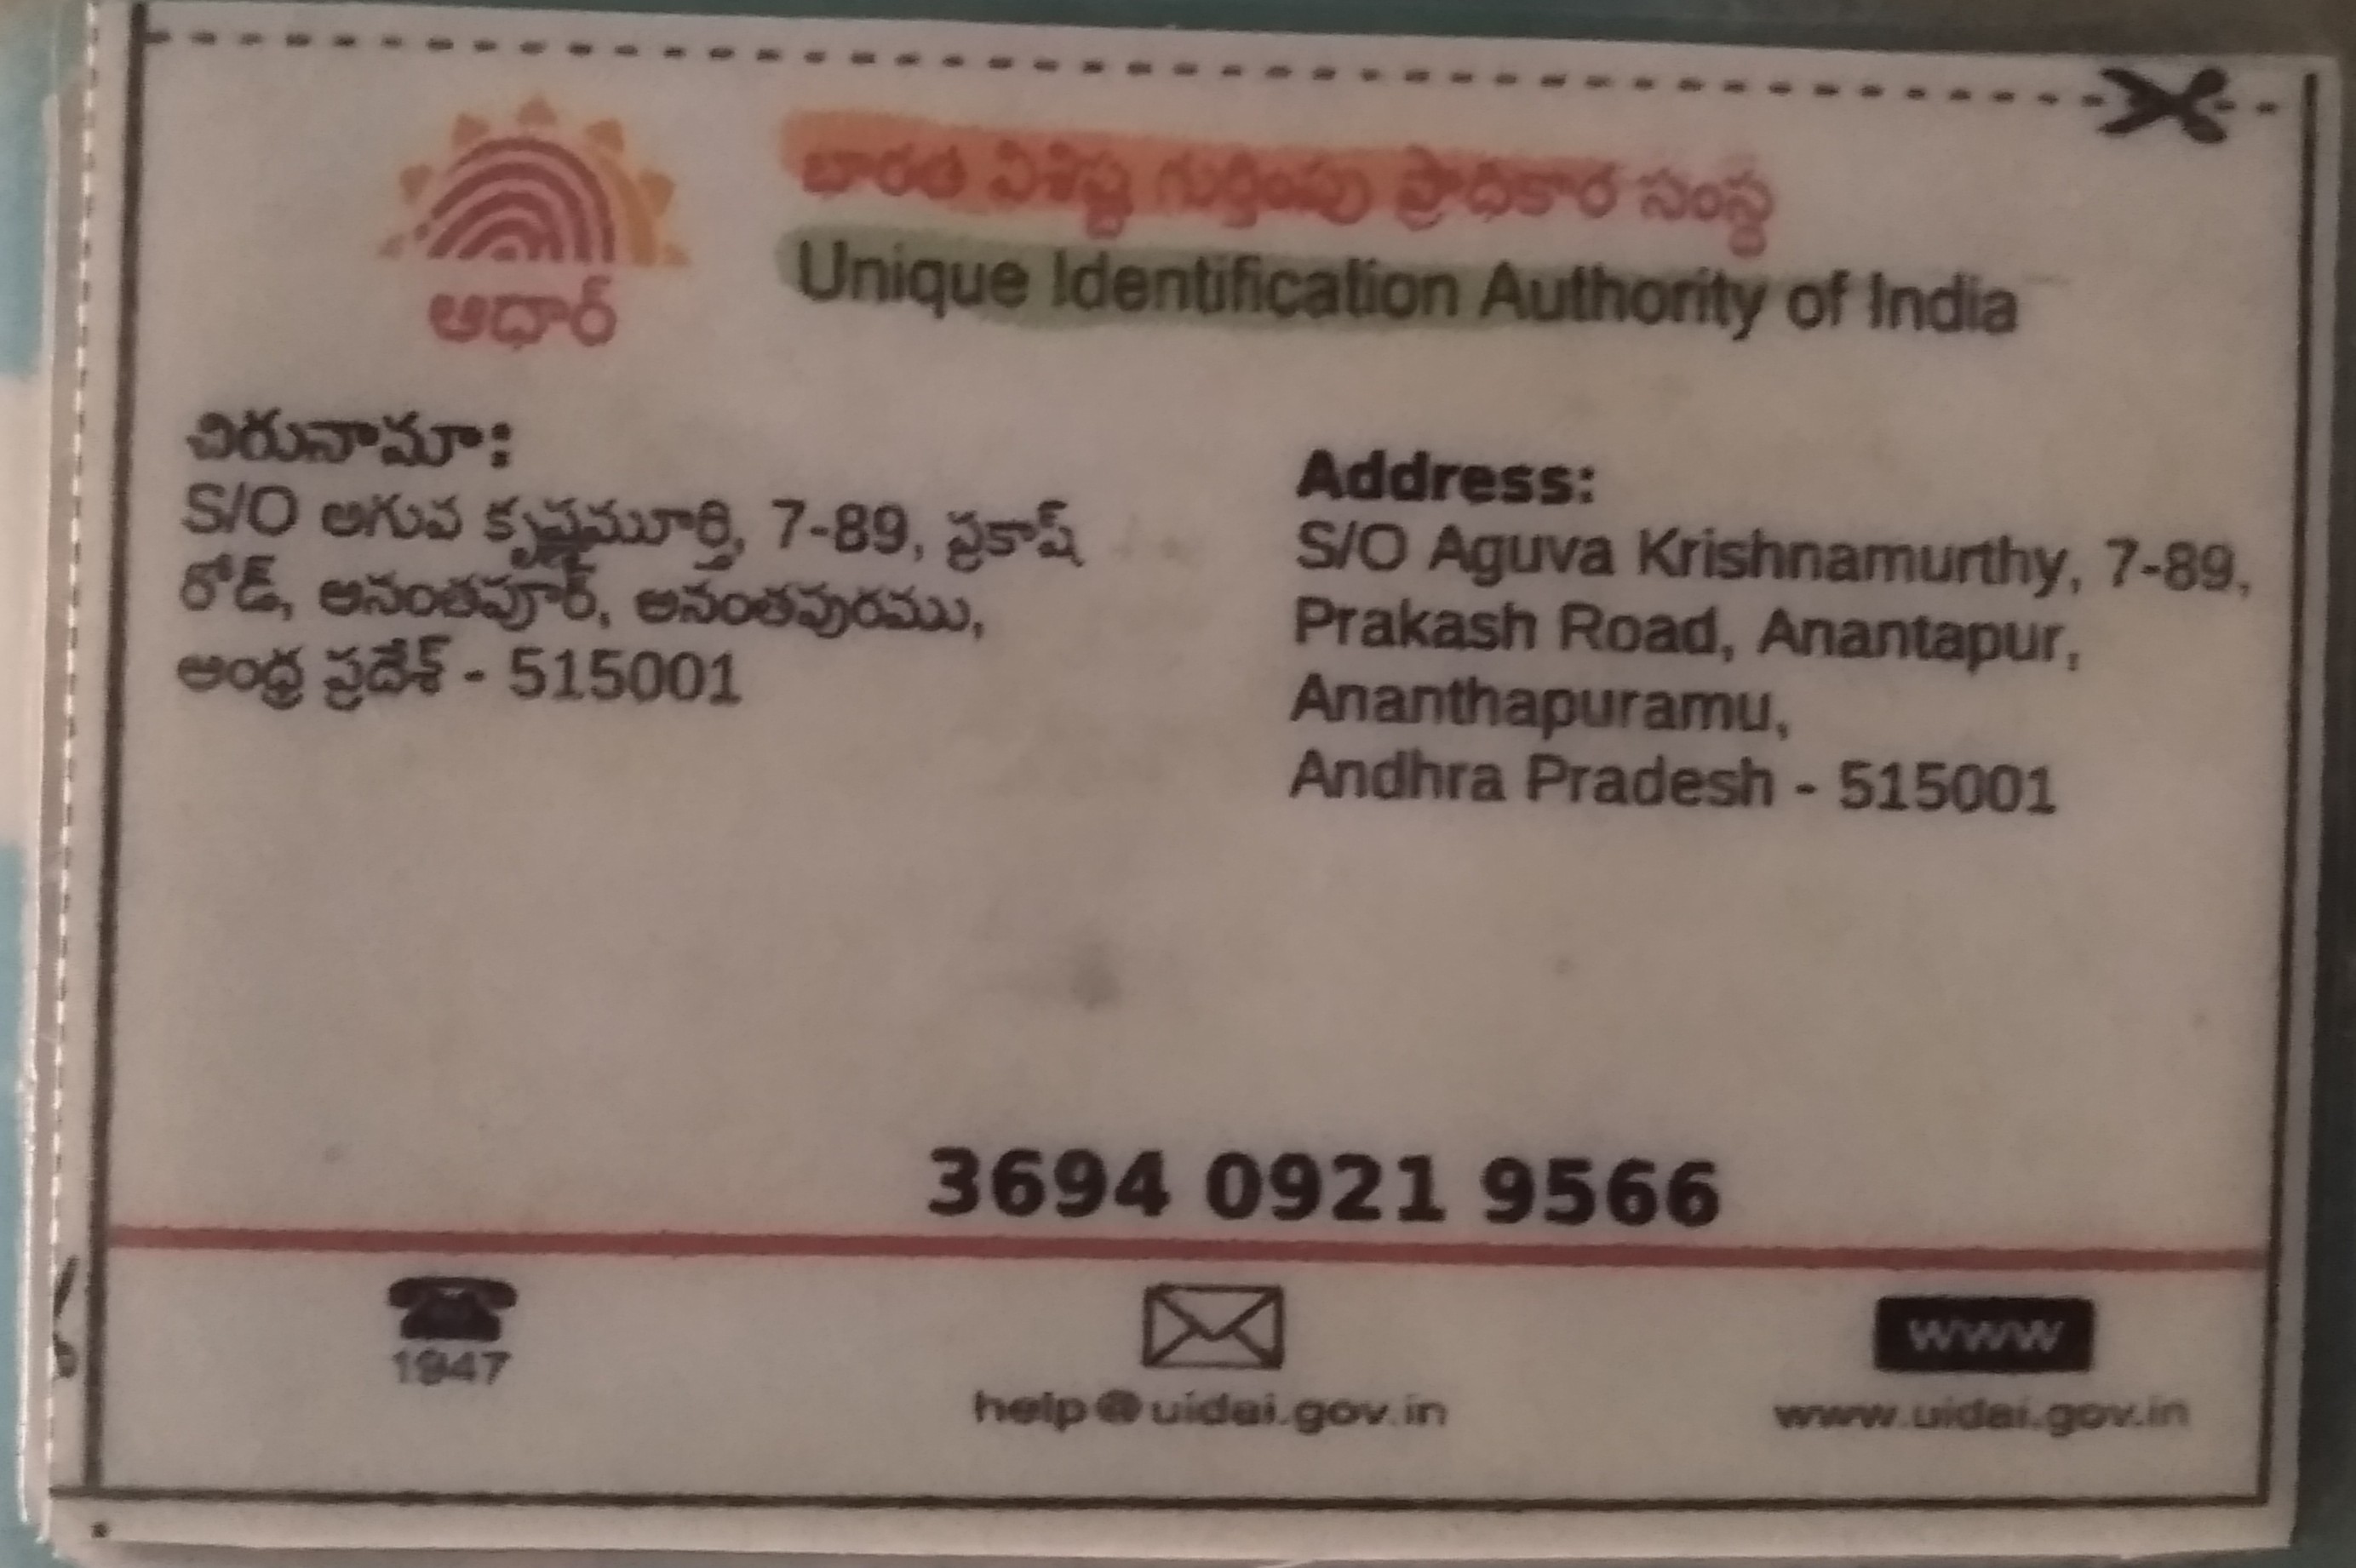 భారత విశిష్ట గుర్తింపు ప్రాధికార సంస్థ
Unique Identification Authority of India
ఆధార్
చిరునామా:
S/O అగువ కృష్ణమూర్తి, 7-89, ప్రకాష్
రోడ్, అనంతపూర్, అనంతపురము,
ఆంధ్ర ప్రదేశ్ - 515001
Address:
S/O Aguva Krishnamurthy, 7-89,
Prakash Road, Anantapur,
Ananthapuramu,
Andhra Pradesh - 515001
3694 0921 9566
1947
help@uidai.gov.in
www
www.uidai.gov.in